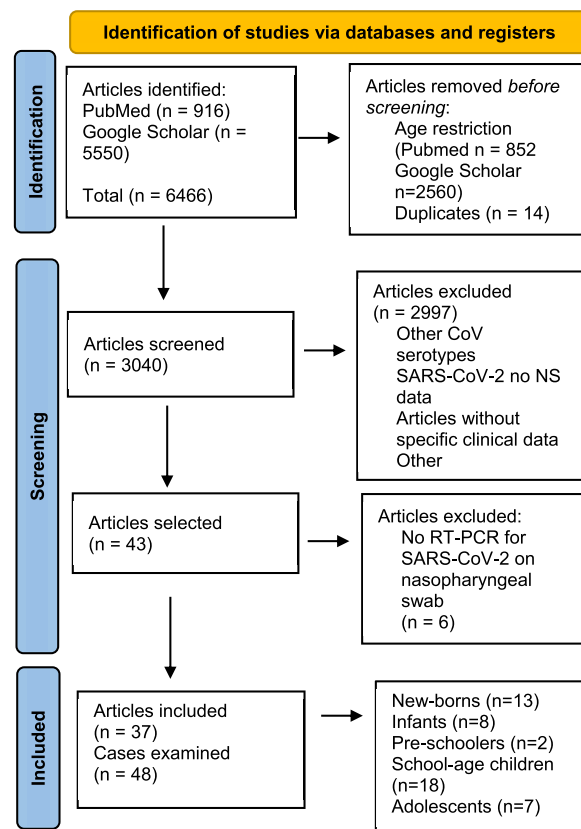 Identification of studies via databases and registers
Identification
Articles identified:
PubMed (n = 916)
Google Scholar (n =
5550)
Total (n = 6466)
Articles removed before
screening:
Age restriction
(Pubmed n = 852
Google Scholar
n=2560)
Duplicates (n = 14)
Screening
Articles screened
(n = 3040)
Articles excluded
(n = 2997)
Other CoV
serotypes
SARS-CoV-2 no NS
data
Articles without
specific clinical data
Other
Articles selected
(n = 43)
Articles excluded:
No RT-PCR for
SARS-CoV-2 on
nasopharyngeal
swab
(n = 6)
Included
Articles included
(n = 37)
Cases examined
(n = 48)
New-borns (n=13)
Infants (n=8)
Pre-schoolers (n=2)
School-age children
(n=18)
Adolescents (n=7)